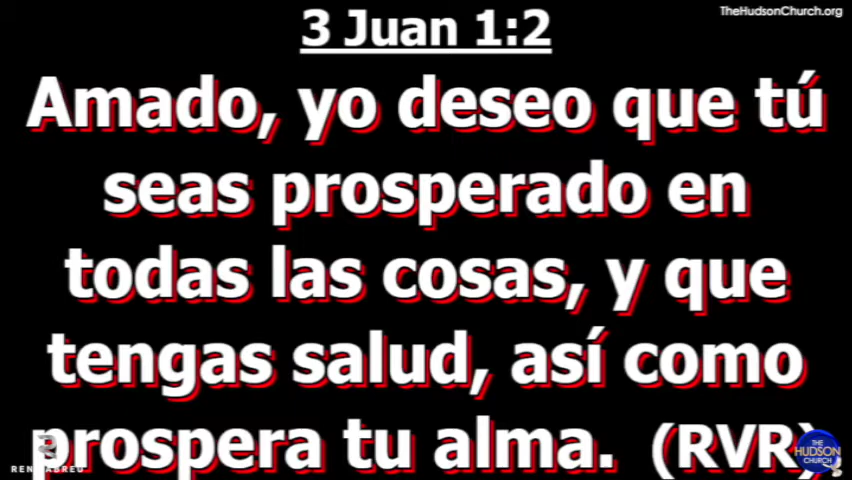 TheHudsonChurch.org
3 Juan 1:2
Amado, yo deseo que tú
seas prosperado en
todas las cosas, y que
tengas salud, así como
prospera tu alma. (RVR)
THE
HUDSON
CHURCH